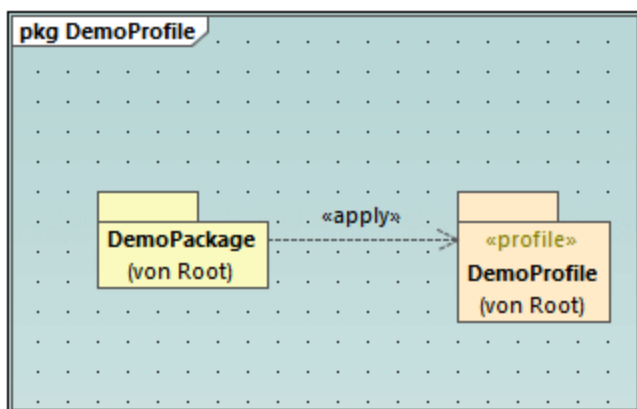 pkg DemoProfile
DemoPackage
(von Root)
«apply»
«profile»
DemoProfile
(von Root)